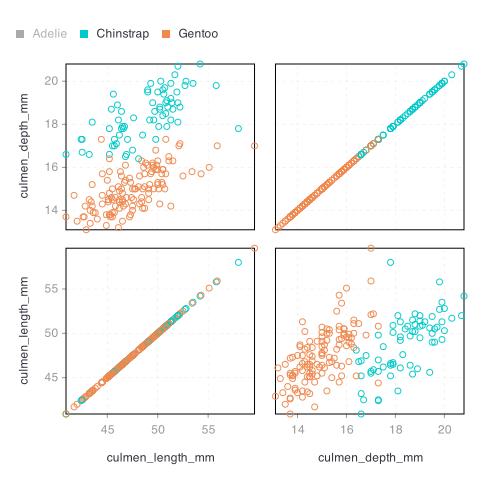 Adelie Chinstrap Gentoo
20
18
16
14
culmen_depth_mm
55
50
45
culmen_length_mm
45 50 55
14 16 18 20
culmen_length_mm culmen_depth_mm